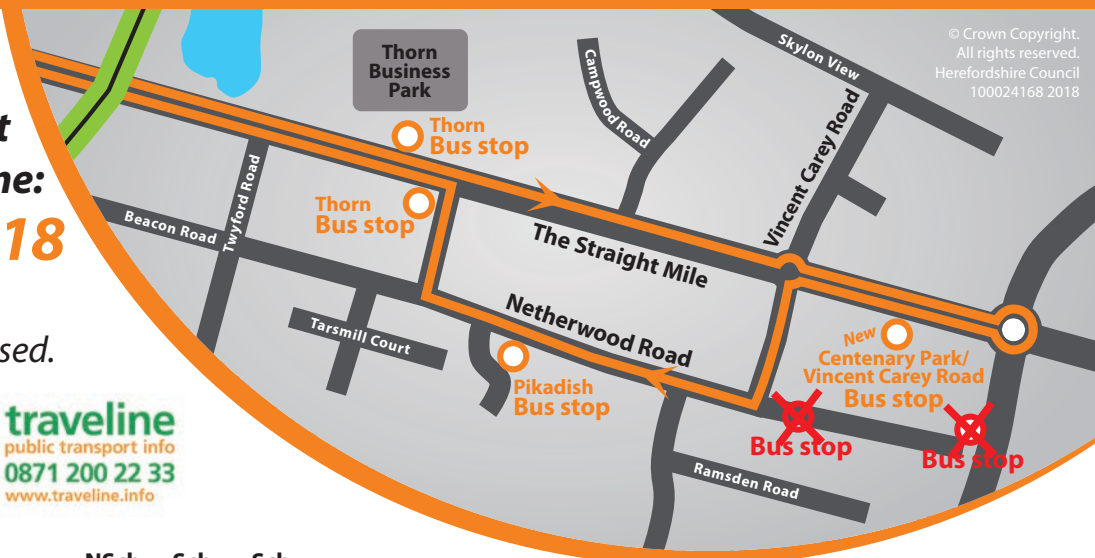 © Crown Copyright.
All rights reserved.
Herefordshire Council
100024168 2018
Skylon View
Thorn
Business
Park
Campwood Road
Vincent Carey Road
Thorn
Bus stop
Thorn
Bus stop
Twyford Road
Beacon Road
The Straight Mile
Netherwood Road
Tarsmill Court
Pikadish
Bus stop
New
Centenary Park/
Vincent Carey Road
Bus stop
Bus stop
Bus stop
Ramsden Road
18
traveline
public transport info
0871 200 22 33
www.traveline.info